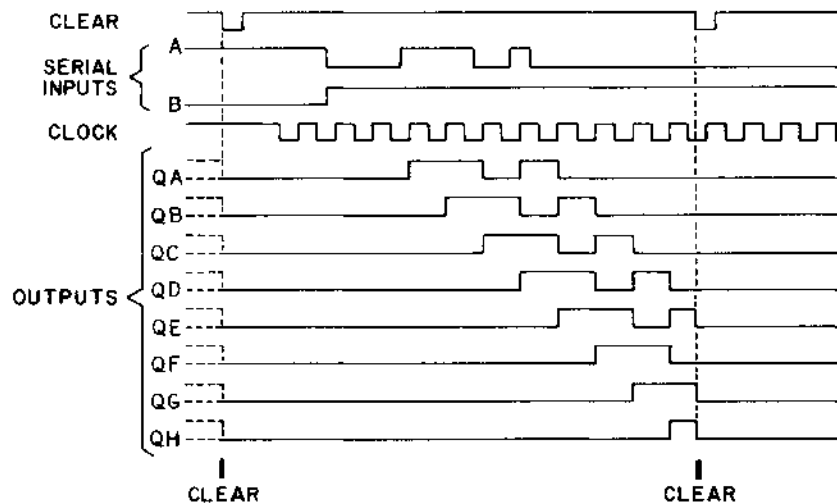 CLEAR
A
SERIAL
INPUTS
B
CLOCK
QA
QB
QC
QD
OUTPUTS
QE
QF
QG
QH
CLEAR CLEAR